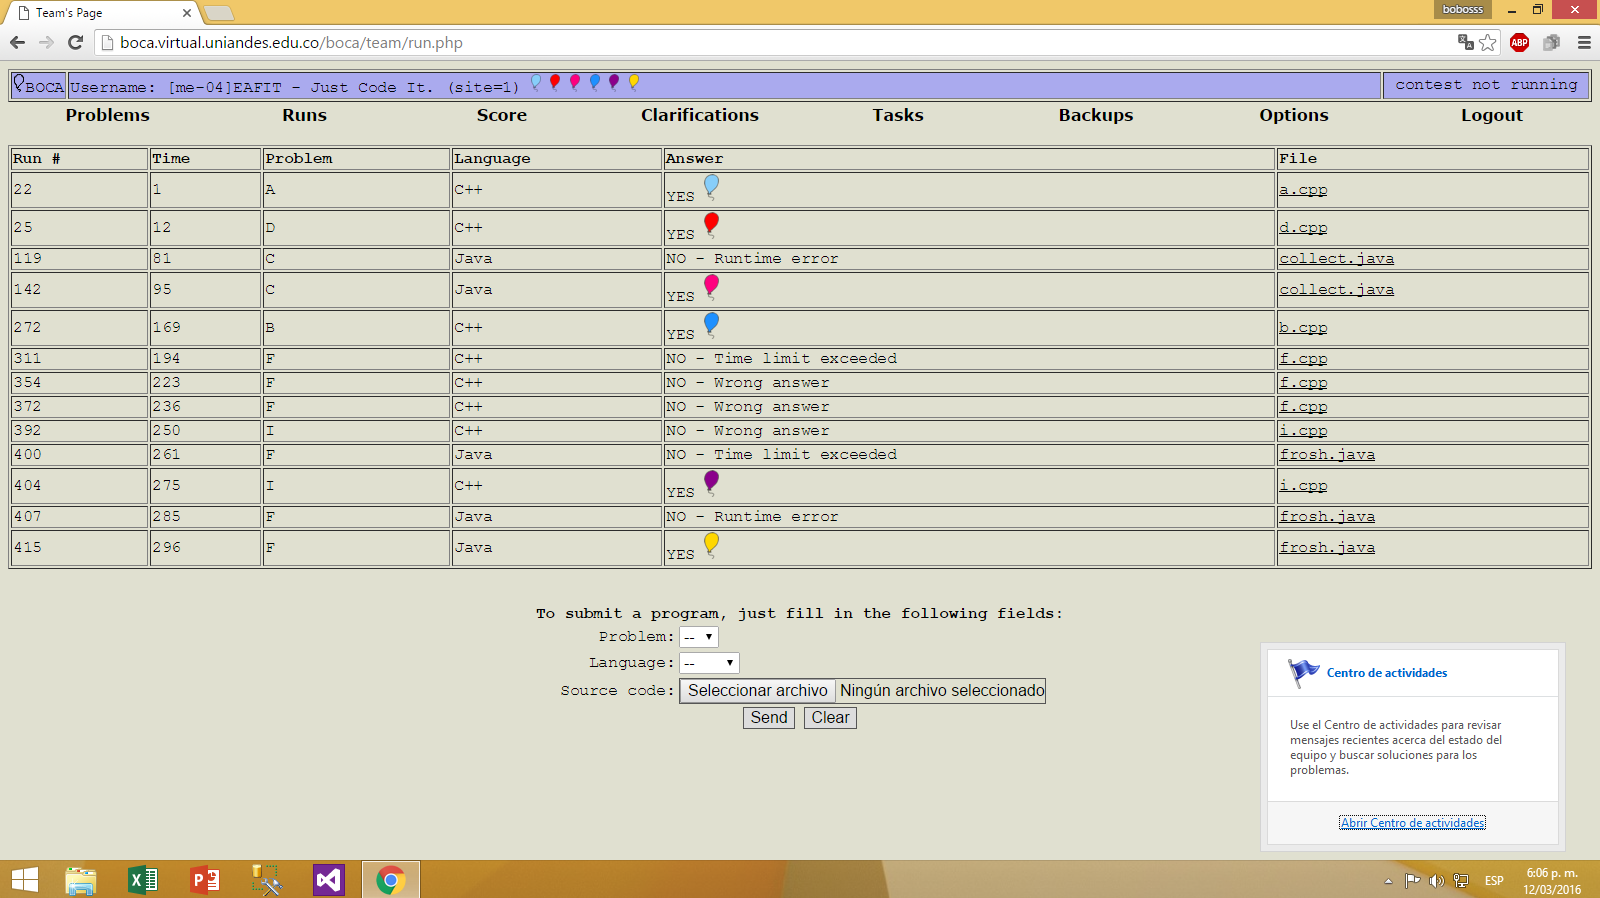 Team's Page
bobosss
boca.virtual.uniandes.edu.co/boca/team/run.php
ABP
BOCA Username: [me-04]EAFIT - Just Code It. (site=1) contest not running
Problems Runs Score Clarifications Tasks Backups Options Logout
Run # Time Problem Language Answer File
22 1 A C++ YES a.cpp
25 12 D C++ YES d.cpp
119 81 C Java NO - Runtime error collect.java
142 95 C Java YES collect.java
272 169 B C++ YES b.cpp
311 194 F C++ NO - Time limit exceeded f.cpp
354 223 F C++ NO - Wrong answer f.cpp
372 236 F C++ NO - Wrong answer f.cpp
392 250 I C++ NO - Wrong answer i.cpp
400 261 F Java NO - Time limit exceeded frosh.java
404 275 I C++ YES i.cpp
407 285 F Java NO - Runtime error frosh.java
415 296 F Java YES frosh.java
To submit a program, just fill in the following fields:
Problem: --
Language: --
Source code: Seleccionar archivo Ningún archivo seleccionado
Send Clear
Centro de actividades
Use el Centro de actividades para revisar
mensajes recientes acerca del estado del
equipo y buscar soluciones para los
problemas.
Abrir Centro de actividades
ESP
6:06 p. m.
12/03/2016